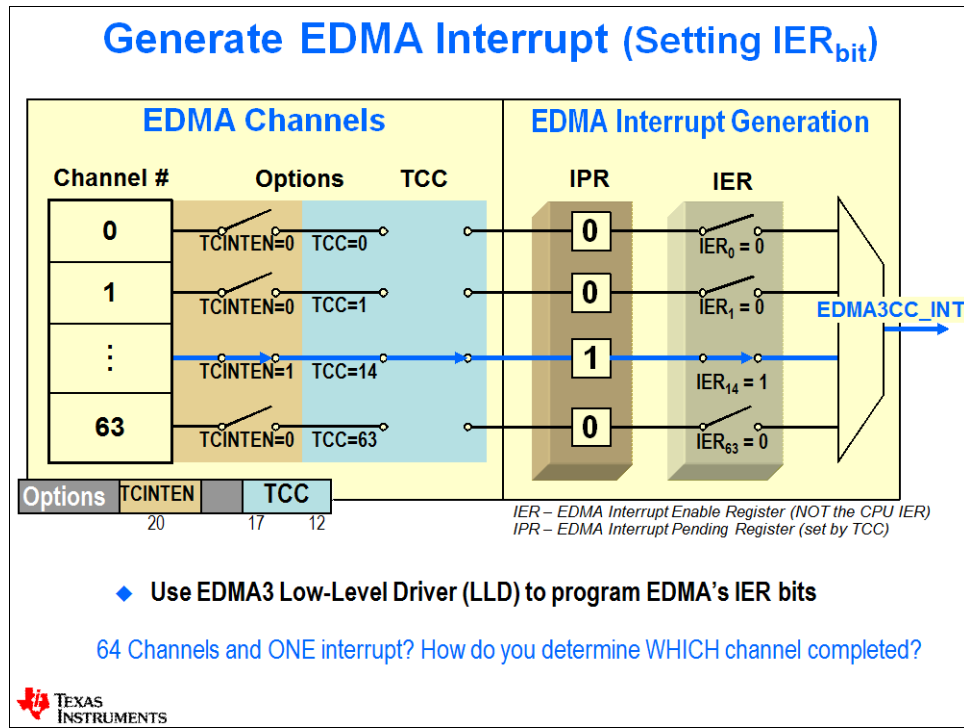 Generate EDMA Interrupt (Setting IERbit)
EDMA Channels
EDMA Interrupt Generation
Channel #
Options
TCC
IPR
IER
0
TCINTEN=0
TCC=0
0
IER0 = 0
1
TCINTEN=0
TCC=1
0
IER1 = 0
EDMA3CC_INT
⋮
TCINTEN=1
TCC=14
1
IER14 = 1
63
TCINTEN=0
TCC=63
0
IER63 = 0
Options
TCINTEN
TCC
20
17
12
IER – EDMA Interrupt Enable Register (NOT the CPU IER)
IPR – EDMA Interrupt Pending Register (set by TCC)
◆ Use EDMA3 Low-Level Driver (LLD) to program EDMA's IER bits
64 Channels and ONE interrupt? How do you determine WHICH channel completed?
TEXAS
INSTRUMENTS